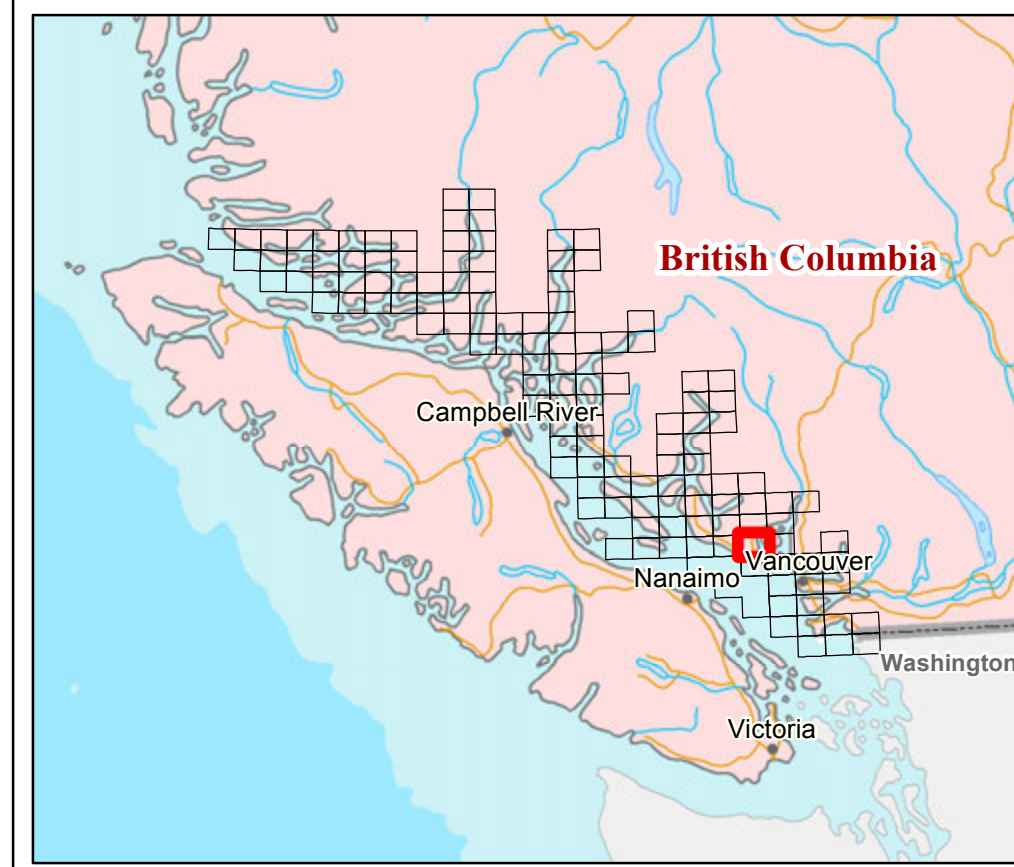 British Columbia
Campbell River
Vancouver
Nanaimo
Washington
Victoria